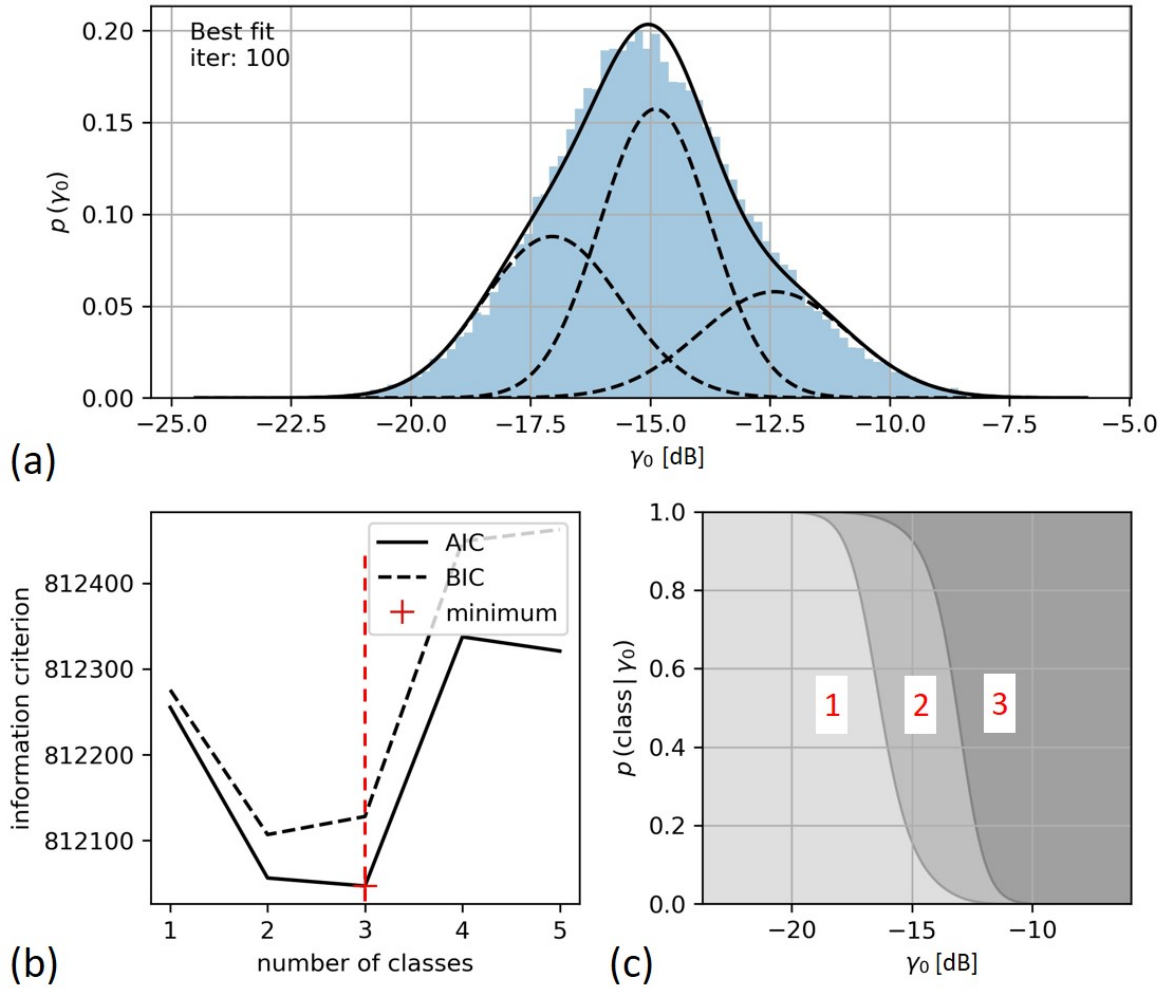 Best fit
iter: 100
p (γ₀)
0.20
0.15
0.10
0.05
0.00
−25.0 −22.5 −20.0 −17.5 −15.0 −12.5 −10.0 −7.5 −5.0
γ₀ [dB]
(a)
AIC
BIC
minimum
information criterion
812400
812300
812200
812100
1 2 3 4 5
number of classes
(b)
p (class | γ₀)
1.0
0.8
0.6
0.4
0.2
0.0
1 2 3
−20 −15 −10
γ₀ [dB]
(c)